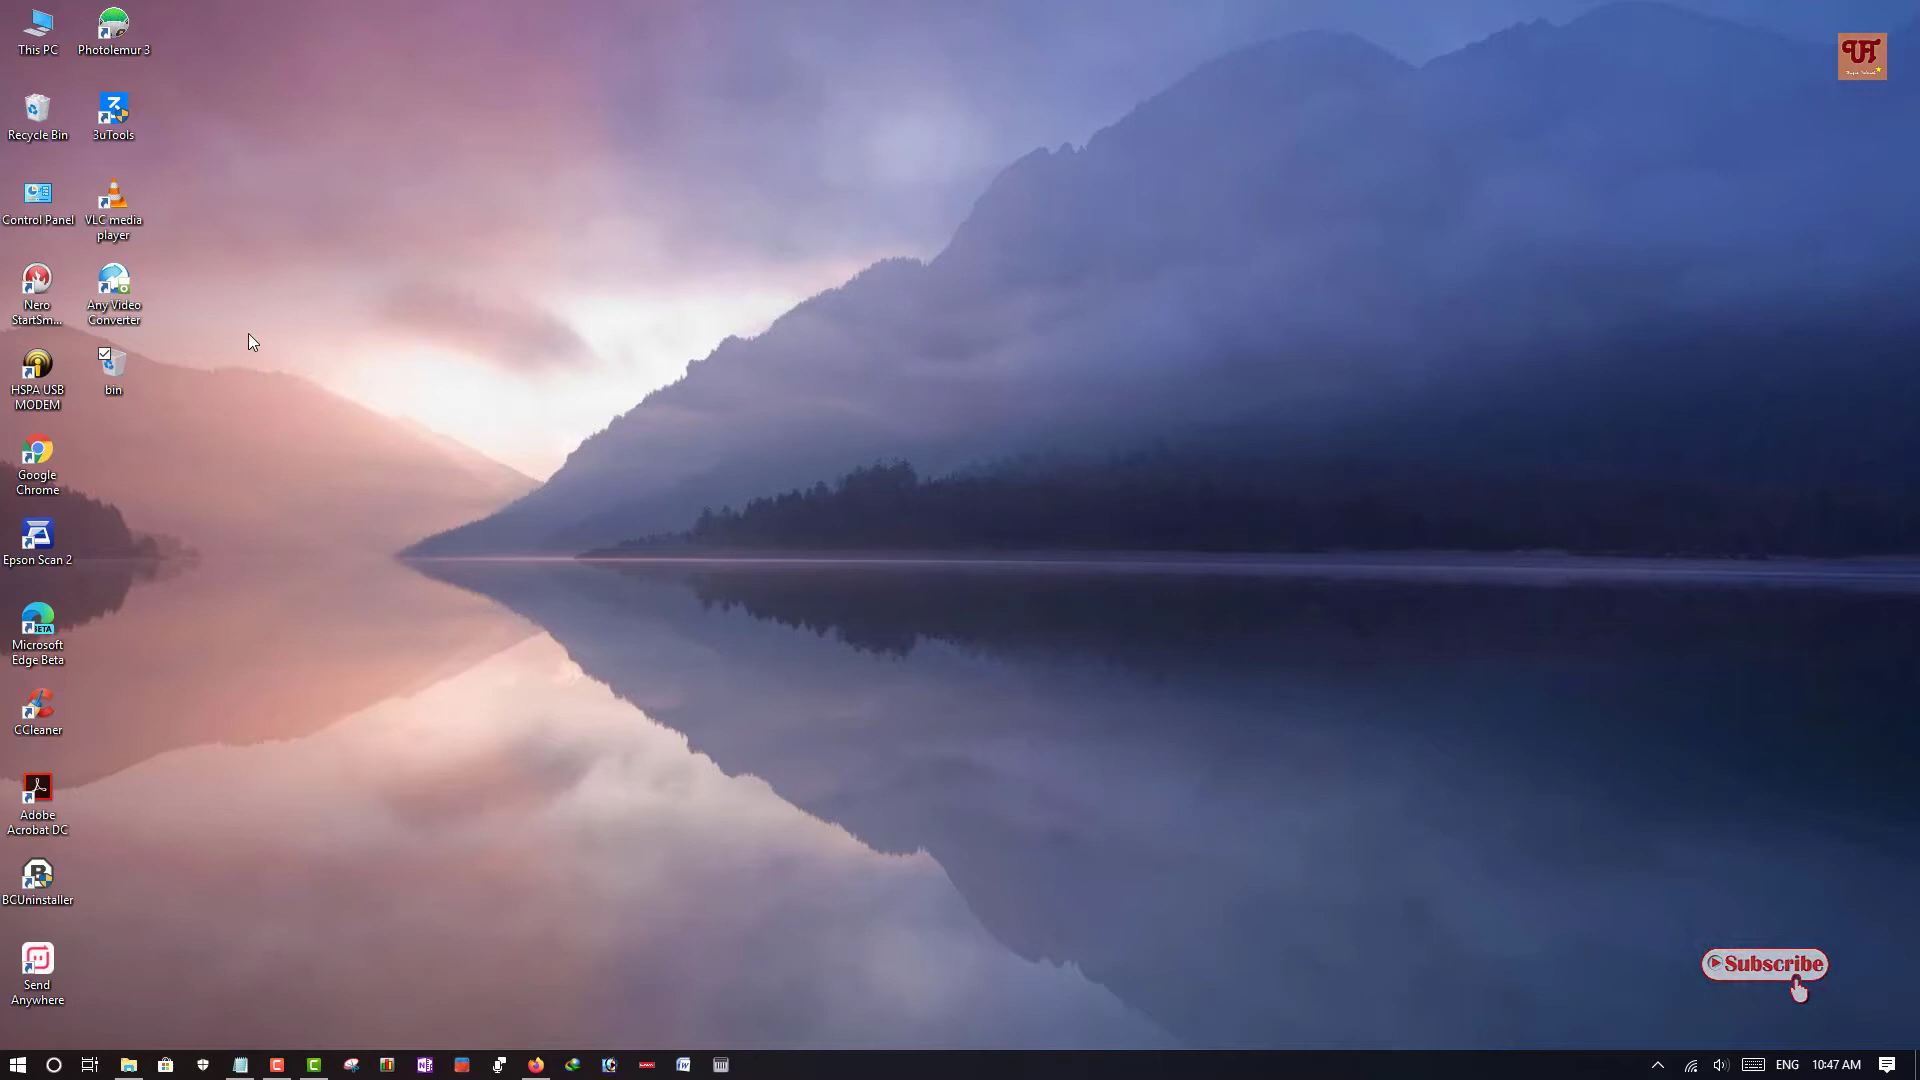 This PC
Photolemur 3
Recycle Bin
3uTools
Control Panel
VLC media
player
Nero
StartSm...
Any Video
Converter
HSPA USB
MODEM
bin
Google
Chrome
Epson Scan 2
BETA
Microsoft
Edge Beta
CCleaner
Adobe
Acrobat DC
BCUninstaller
Send
Anywhere
UT
Subscribe
ENG
10:47 AM